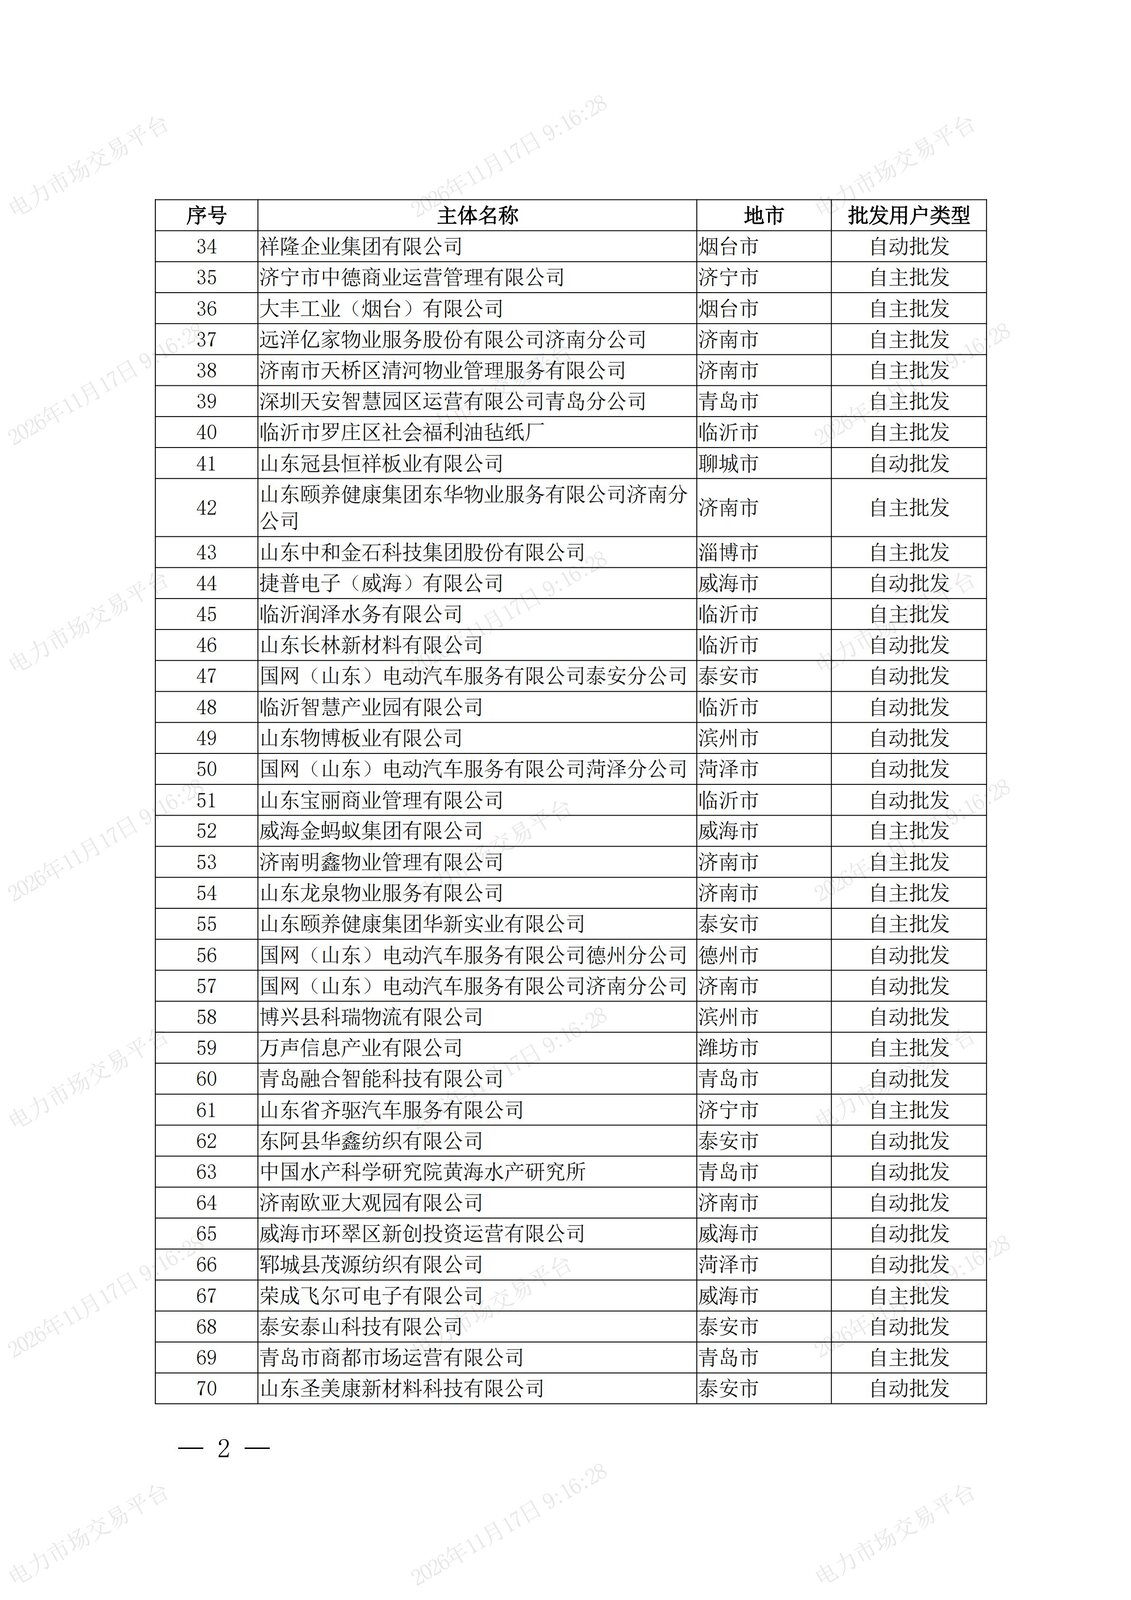 序号 主体名称 地市 批发用户类型
34 祥隆企业集团有限公司 烟台市 自动批发
35 济宁市中德商业运营管理有限公司 济宁市 自主批发
36 大丰工业（烟台）有限公司 烟台市 自主批发
37 远洋亿家物业服务股份有限公司济南分公司 济南市 自主批发
38 济南市天桥区清河物业管理服务有限公司 济南市 自主批发
39 深圳天安智慧园区运营有限公司青岛分公司 青岛市 自主批发
40 临沂市罗庄区社会福利油毡纸厂 临沂市 自主批发
41 山东冠县恒祥板业有限公司 聊城市 自动批发
42 山东颐养健康集团东华物业服务有限公司济南分
公司 济南市 自主批发
43 山东中和金石科技集团股份有限公司 淄博市 自主批发
44 捷普电子（威海）有限公司 威海市 自动批发
45 临沂润泽水务有限公司 临沂市 自主批发
46 山东长林新材料有限公司 临沂市 自动批发
47 国网（山东）电动汽车服务有限公司泰安分公司 泰安市 自动批发
48 临沂智慧产业园有限公司 临沂市 自动批发
49 山东物博板业有限公司 滨州市 自动批发
50 国网（山东）电动汽车服务有限公司菏泽分公司 菏泽市 自动批发
51 山东宝丽商业管理有限公司 临沂市 自动批发
52 威海金蚂蚁集团有限公司 威海市 自主批发
53 济南明鑫物业管理有限公司 济南市 自主批发
54 山东龙泉物业服务有限公司 济南市 自主批发
55 山东颐养健康集团华新实业有限公司 泰安市 自主批发
56 国网（山东）电动汽车服务有限公司德州分公司 德州市 自动批发
57 国网（山东）电动汽车服务有限公司济南分公司 济南市 自动批发
58 博兴县科瑞物流有限公司 滨州市 自动批发
59 万声信息产业有限公司 潍坊市 自主批发
60 青岛融合智能科技有限公司 青岛市 自动批发
61 山东省齐驱汽车服务有限公司 济宁市 自主批发
62 东阿县华鑫纺织有限公司 泰安市 自动批发
63 中国水产科学研究院黄海水产研究所 青岛市 自动批发
64 济南欧亚大观园有限公司 济南市 自动批发
65 威海市环翠区新创投资运营有限公司 威海市 自动批发
66 郓城县茂源纺织有限公司 菏泽市 自动批发
67 荣成飞尔可电子有限公司 威海市 自主批发
68 泰安泰山科技有限公司 泰安市 自动批发
69 青岛市商都市场运营有限公司 青岛市 自主批发
70 山东圣美康新材料科技有限公司 泰安市 自动批发
— 2 —
电力市场交易平台
2026年11月17日 9:16:28